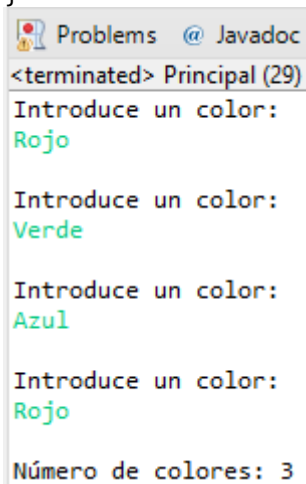 }
Problems @ Javadoc
<terminated> Principal (29)
Introduce un color:
Rojo
Introduce un color:
Verde
Introduce un color:
Azul
Introduce un color:
Rojo
Número de colores: 3